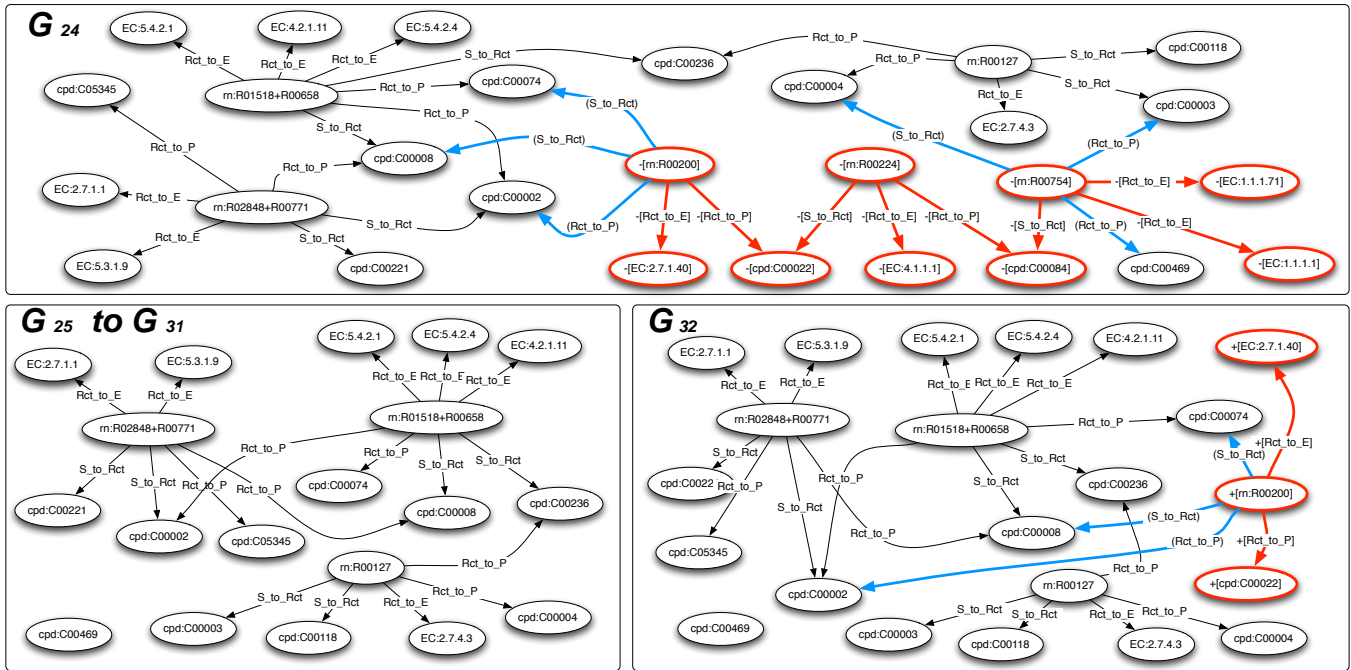 G 24
EC:5.4.2.1
EC:4.2.1.11
EC:5.4.2.4
Rct_to_E
Rct_to_E
Rct_to_E
S_to_Rct
cpd:C00236
Rct_to_P
rn:R00127
S_to_Rct
cpd:C00118
cpd:C05345
rn:R01518+R00658
Rct_to_P
cpd:C00074
Rct_to_P
cpd:C00004
Rct_to_E
S_to_Rct
cpd:C00003
Rct_to_P
S_to_Rct
Rct_to_P
(S_to_Rct)
EC:2.7.4.3
(S_to_Rct)
cpd:C00008
(S_to_Rct)
(Rct_to_P)
Rct_to_P
-[rn:R00200]
-[rn:R00224]
-[rn:R00754]
-[Rct_to_E]
-[EC:1.1.1.71]
EC:2.7.1.1
Rct_to_E
rn:R02848+R00771
S_to_Rct
cpd:C00002
(Rct_to_P)
-[Rct_to_E]
-[Rct_to_P]
-[S_to_Rct]
-[Rct_to_E]
-[Rct_to_P]
-[S_to_Rct]
(Rct_to_P)
-[Rct_to_E]
Rct_to_E
S_to_Rct
EC:5.3.1.9
cpd:C00221
-[EC:2.7.1.40]
-[cpd:C00022]
-[EC:4.1.1.1]
-[cpd:C00084]
cpd:C00469
-[EC:1.1.1.1]
G 25 to G 31
EC:2.7.1.1
EC:5.3.1.9
EC:5.4.2.1
EC:5.4.2.4
EC:4.2.1.11
Rct_to_E
Rct_to_E
Rct_to_E
Rct_to_E
Rct_to_E
rn:R02848+R00771
rn:R01518+R00658
S_to_Rct
S_to_Rct
Rct_to_P
Rct_to_P
Rct_to_P
Rct_to_P
S_to_Rct
S_to_Rct
cpd:C00221
cpd:C00002
cpd:C05345
cpd:C00074
cpd:C00008
cpd:C00236
rn:R00127
Rct_to_P
S_to_Rct
S_to_Rct
Rct_to_E
Rct_to_P
cpd:C00469
cpd:C00003
cpd:C00118
EC:2.7.4.3
cpd:C00004
G 32
EC:2.7.1.1
EC:5.3.1.9
EC:5.4.2.1
EC:5.4.2.4
EC:4.2.1.11
+[EC:2.7.1.40]
Rct_to_E
Rct_to_E
Rct_to_E
Rct_to_E
Rct_to_E
rn:R02848+R00771
rn:R01518+R00658
Rct_to_P
cpd:C00074
+[Rct_to_E]
(S_to_Rct)
S_to_Rct
Rct_to_P
S_to_Rct
Rct_to_P
S_to_Rct
S_to_Rct
cpd:C0022
cpd:C00236
+[rn:R00200]
cpd:C05345
cpd:C00008
(S_to_Rct)
(Rct_to_P)
+[Rct_to_P]
Rct_to_P
cpd:C00002
rn:R00127
+[cpd:C00022]
S_to_Rct
S_to_Rct
Rct_to_E
Rct_to_P
cpd:C00469
cpd:C00003
cpd:C00118
EC:2.7.4.3
cpd:C00004